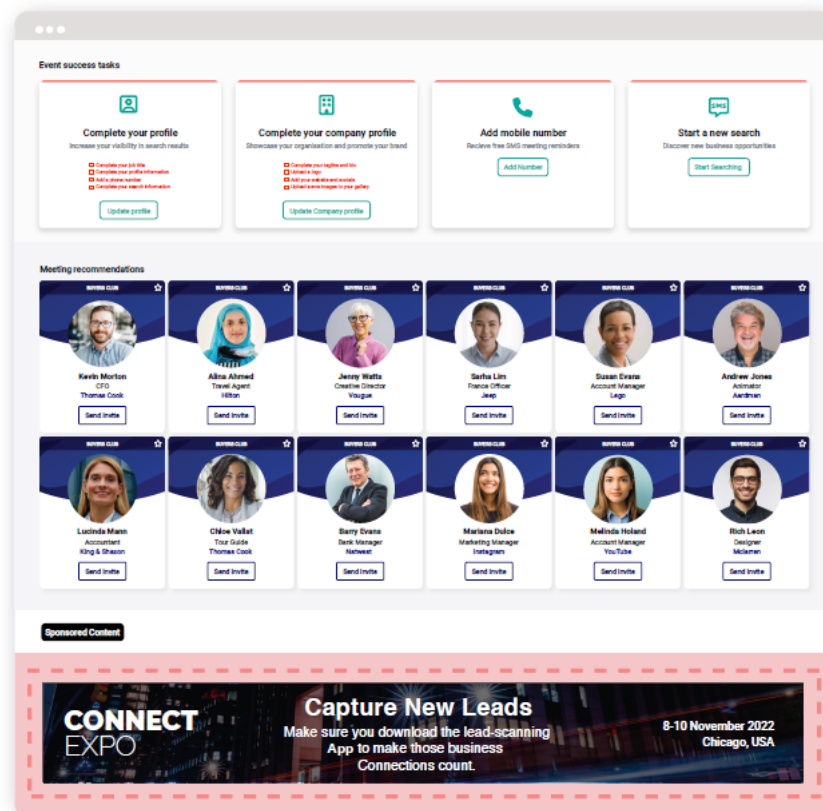 Event success tasks
Complete your profile
Increase your visibility in search results
Complete your job title
Complete your profile information
Add a phone number
Complete your search information
Update profile
Complete your company profile
Showcase your organisation and promote your brand
Complete your tagline and bio
Upload a logo
Add your website and socials
Upload some images to your gallery
Update Company profile
Add mobile number
Recieve free SMS meeting reminders
Add Number
SMS
Start a new search
Discover new business opportunities
Start Searching
Meeting recommendations
BUYERS CLUB
Kevin Morton
CFO
Thomas Cook
Send Invite
BUYERS CLUB
Alina Ahmed
Travel Agent
Hilton
Send Invite
BUYERS CLUB
Jenny Watts
Creative Director
Vougue
Send Invite
BUYERS CLUB
Sarha Lim
France Officer
Jeep
Send Invite
BUYERS CLUB
Susan Evans
Account Manager
Lego
Send Invite
BUYERS CLUB
Andrew Jones
Animator
Aardman
Send Invite
BUYERS CLUB
Lucinda Mann
Accountant
King & Shason
Send Invite
BUYERS CLUB
Chloe Vallat
Tour Guide
Thomas Cook
Send Invite
BUYERS CLUB
Barry Evans
Bank Manager
Natwest
Send Invite
BUYERS CLUB
Mariana Dulce
Marketing Manager
Instagram
Send Invite
BUYERS CLUB
Melinda Holand
Account Manager
YouTube
Send Invite
BUYERS CLUB
Rich Leon
Designer
Mclarren
Send Invite
Sponsored Content
CONNECT
EXPO
Capture New Leads
Make sure you download the lead-scanning
App to make those business
Connections count.
8-10 November 2022
Chicago, USA